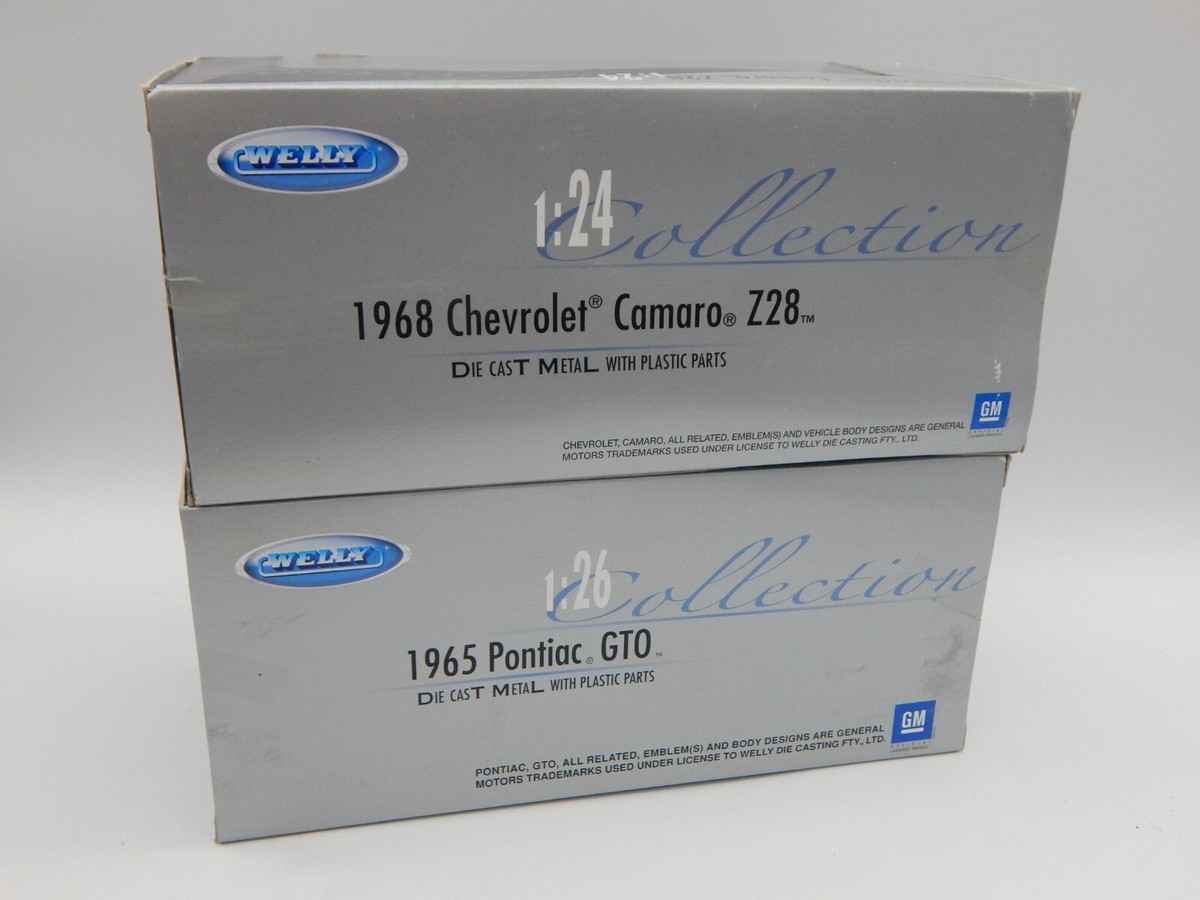 1:24
WELLY
1:24 Collection
1968 Chevrolet® Camaro® Z28™
DIE CAST METAL WITH PLASTIC PARTS
GM
CHEVROLET, CAMARO, ALL RELATED, EMBLEM(S) AND VEHICLE BODY DESIGNS ARE GENERAL
MOTORS TRADEMARKS USED UNDER LICENSE TO WELLY DIE CASTING FTY., LTD.
WELLY
1:26 Collection
1965 Pontiac® GTO™
DIE CAST METAL WITH PLASTIC PARTS
GM
PONTIAC, GTO, ALL RELATED, EMBLEM(S) AND BODY DESIGNS ARE GENERAL
MOTORS TRADEMARKS USED UNDER LICENSE TO WELLY DIE CASTING FTY., LTD.